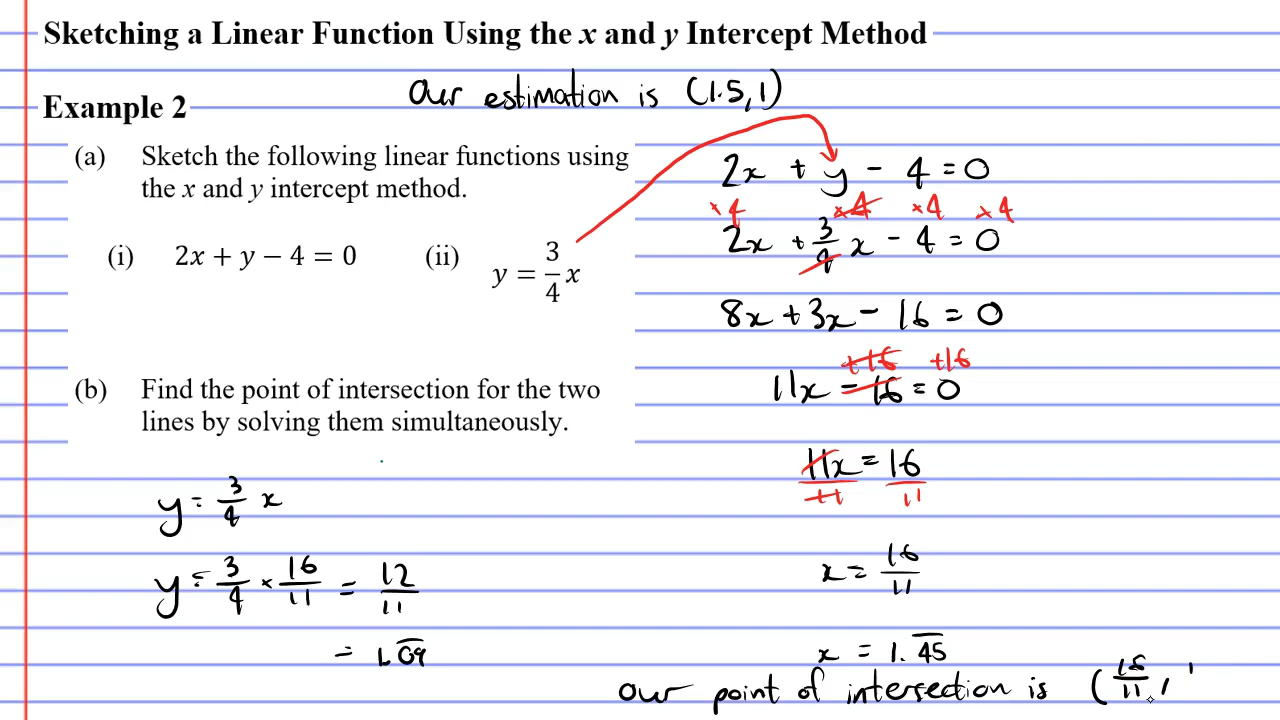 Sketching a Linear Function Using the x and y Intercept Method
Our estimation is (1.5, 1)
Example 2
(a) Sketch the following linear functions using
the x and y intercept method.
(i) 2x + y − 4 = 0 (ii) y = 3/4 x
(b) Find the point of intersection for the two
lines by solving them simultaneously.
y = 3/4 x
y = 3/4 × 16/11 = 12/11
= 1.0̅9̅
2x + y − 4 = 0
×4 ×4 ×4 ×4
2x + 3/4 x − 4 = 0
8x + 3x − 16 = 0
+16 +16
11x − 16 = 0
11x = 16
11 11
x = 16/11
x = 1.4̅5̅
our point of intersection is (16/11,